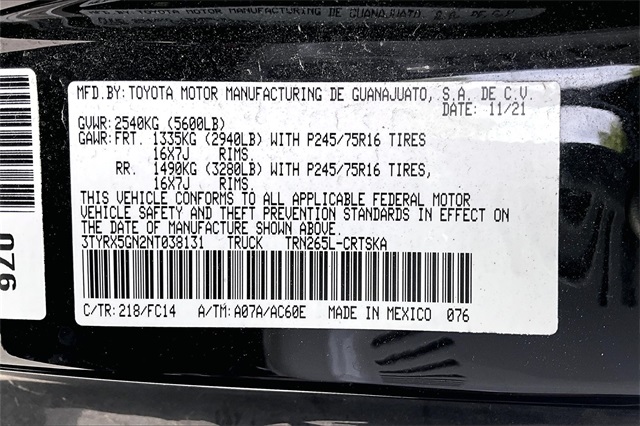 MFD.BY:TOYOTA MOTOR MANUFACTURING DE GUANAJUATO, S.A. DE C.V.
DATE: 11/21
GVWR:2540KG (5600LB)
GAWR:FRT. 1335KG (2940LB) WITH P245/75R16 TIRES
16X7J RIMS,
RR. 1490KG (3280LB) WITH P245/75R16 TIRES,
16X7J RIMS,
THIS VEHICLE CONFORMS TO ALL APPLICABLE FEDERAL MOTOR
VEHICLE SAFETY AND THEFT PREVENTION STANDARDS IN EFFECT ON
THE DATE OF MANUFACTURE SHOWN ABOVE.
3TYRX5GN2NT038131 TRUCK TRN265L-CRTSKA
C/TR:218/FC14 A/TM:A07A/AC60E MADE IN MEXICO 076
076